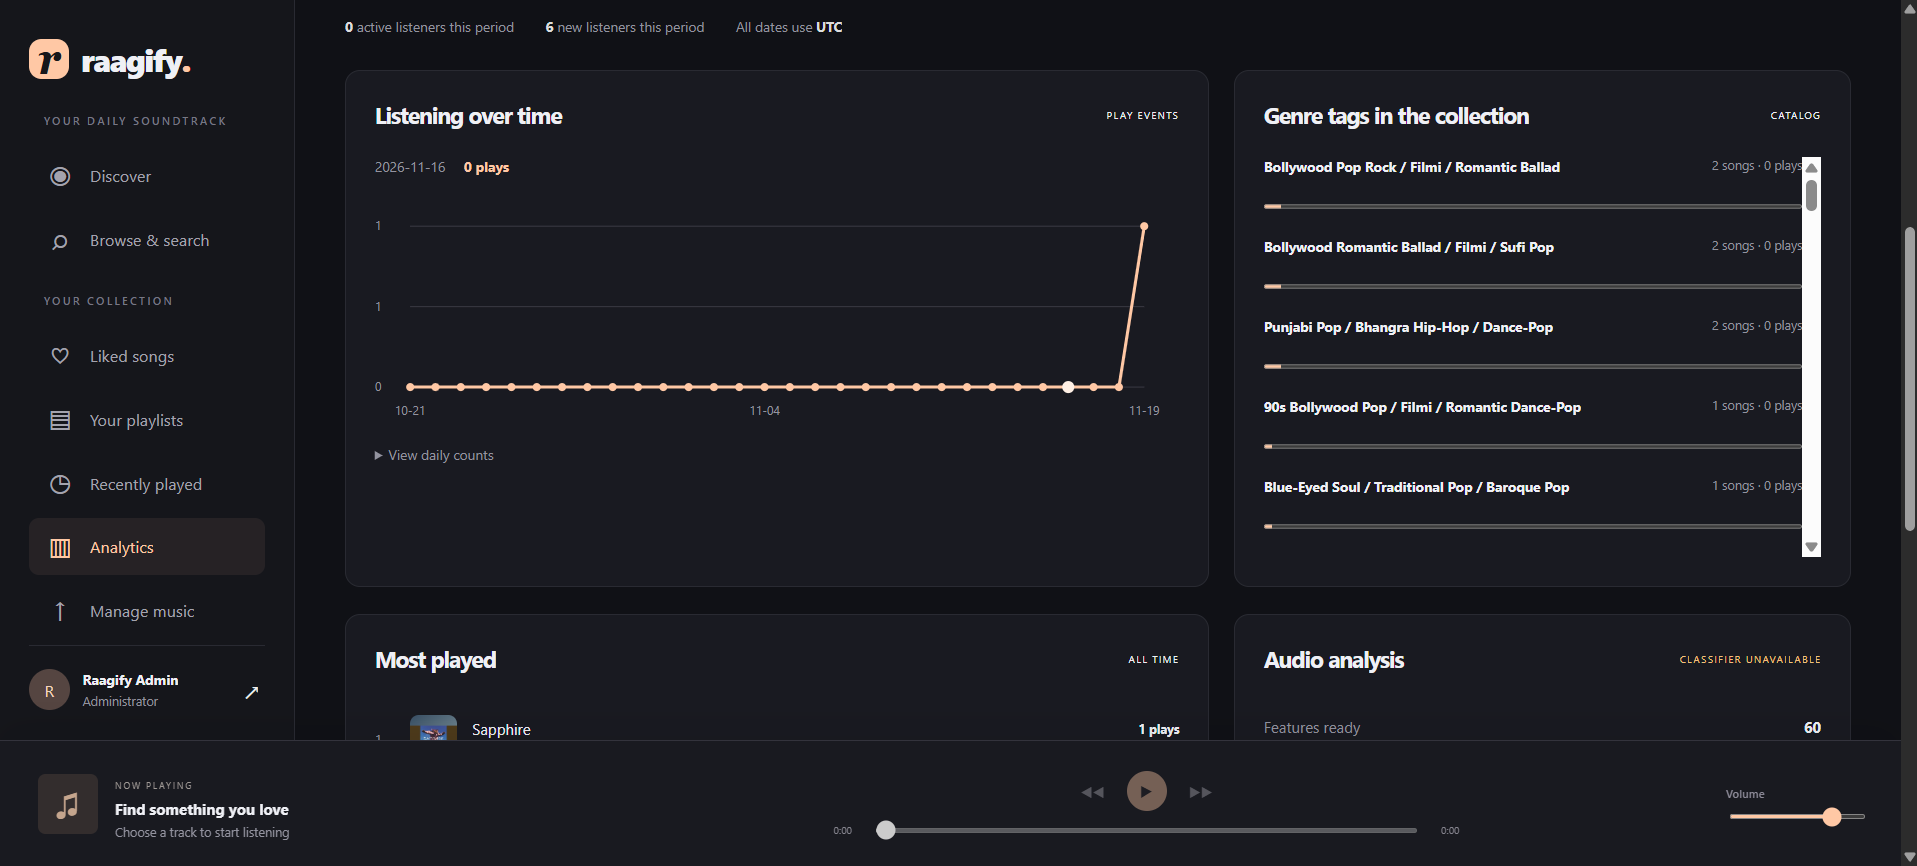 r raagify.
YOUR DAILY SOUNDTRACK
Discover
Browse & search
YOUR COLLECTION
Liked songs
Your playlists
Recently played
Analytics
Manage music
R
Raagify Admin
Administrator
0 active listeners this period
6 new listeners this period
All dates use UTC
Listening over time
PLAY EVENTS
2026-11-16 0 plays
1
1
0
10-21
11-04
11-19
View daily counts
Genre tags in the collection
CATALOG
Bollywood Pop Rock / Filmi / Romantic Ballad
2 songs · 0 plays
Bollywood Romantic Ballad / Filmi / Sufi Pop
2 songs · 0 plays
Punjabi Pop / Bhangra Hip-Hop / Dance-Pop
2 songs · 0 plays
90s Bollywood Pop / Filmi / Romantic Dance-Pop
1 songs · 0 plays
Blue-Eyed Soul / Traditional Pop / Baroque Pop
1 songs · 0 plays
Most played
ALL TIME
1
Sapphire
1 plays
Audio analysis
CLASSIFIER UNAVAILABLE
Features ready
60
NOW PLAYING
Find something you love
Choose a track to start listening
0:00
0:00
Volume